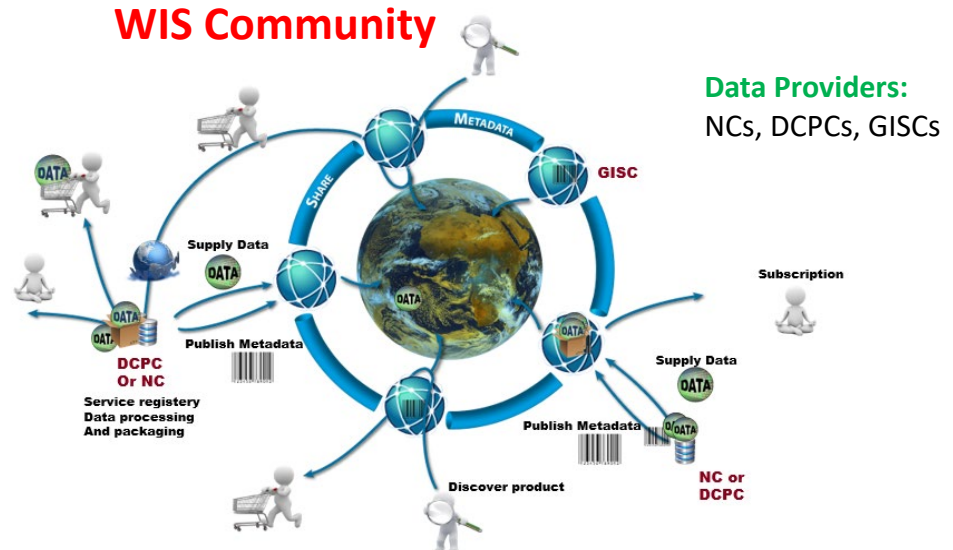 WIS Community
Data Providers:
NCs, DCPCs, GISCs
METADATA
SHARE
GISC
DATA
Supply Data
DATA
Subscription
DATA
DATA
DATA
DATA
DATA
Publish Metadata
Supply Data
DATA
DCPC
Or NC
Service registery
Data processing
And packaging
Publish Metadata
DATA
NC or
DCPC
Discover product